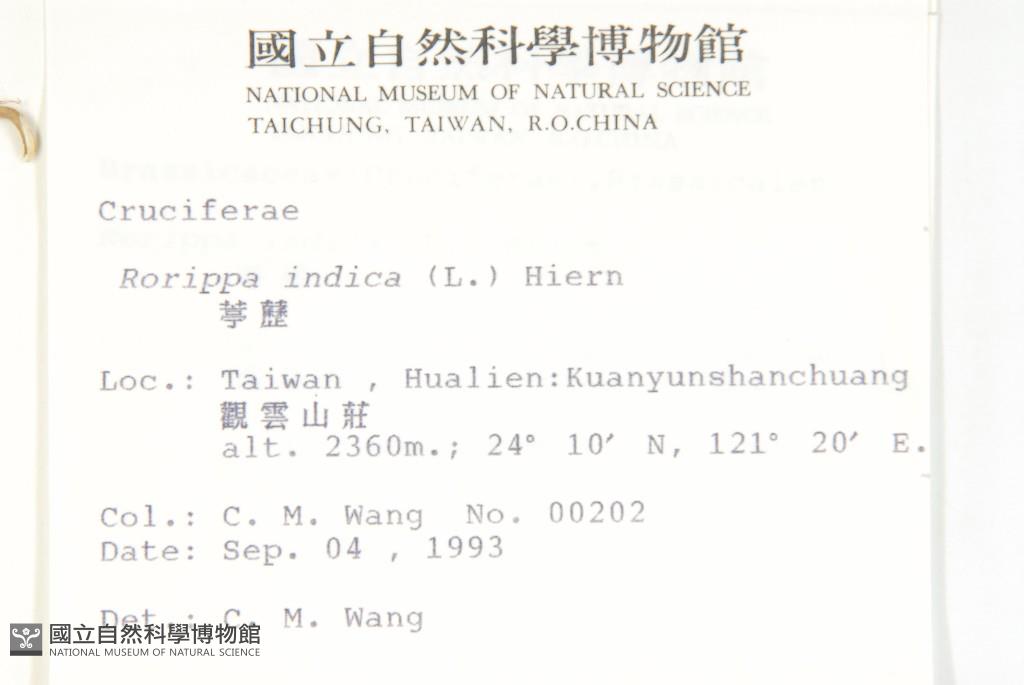 國立自然科學博物館
NATIONAL MUSEUM OF NATURAL SCIENCE
TAICHUNG, TAIWAN, R.O.CHINA
Cruciferae
Rorippa indica (L.) Hiern
葶藶
Loc.: Taiwan , Hualien:Kuanyunshanchuang
觀雲山莊
alt. 2360m.; 24° 10′ N, 121° 20′ E.
Col.: C. M. Wang No. 00202
Date: Sep. 04 , 1993
Det.: C. M. Wang
國立自然科學博物館
NATIONAL MUSEUM OF NATURAL SCIENCE